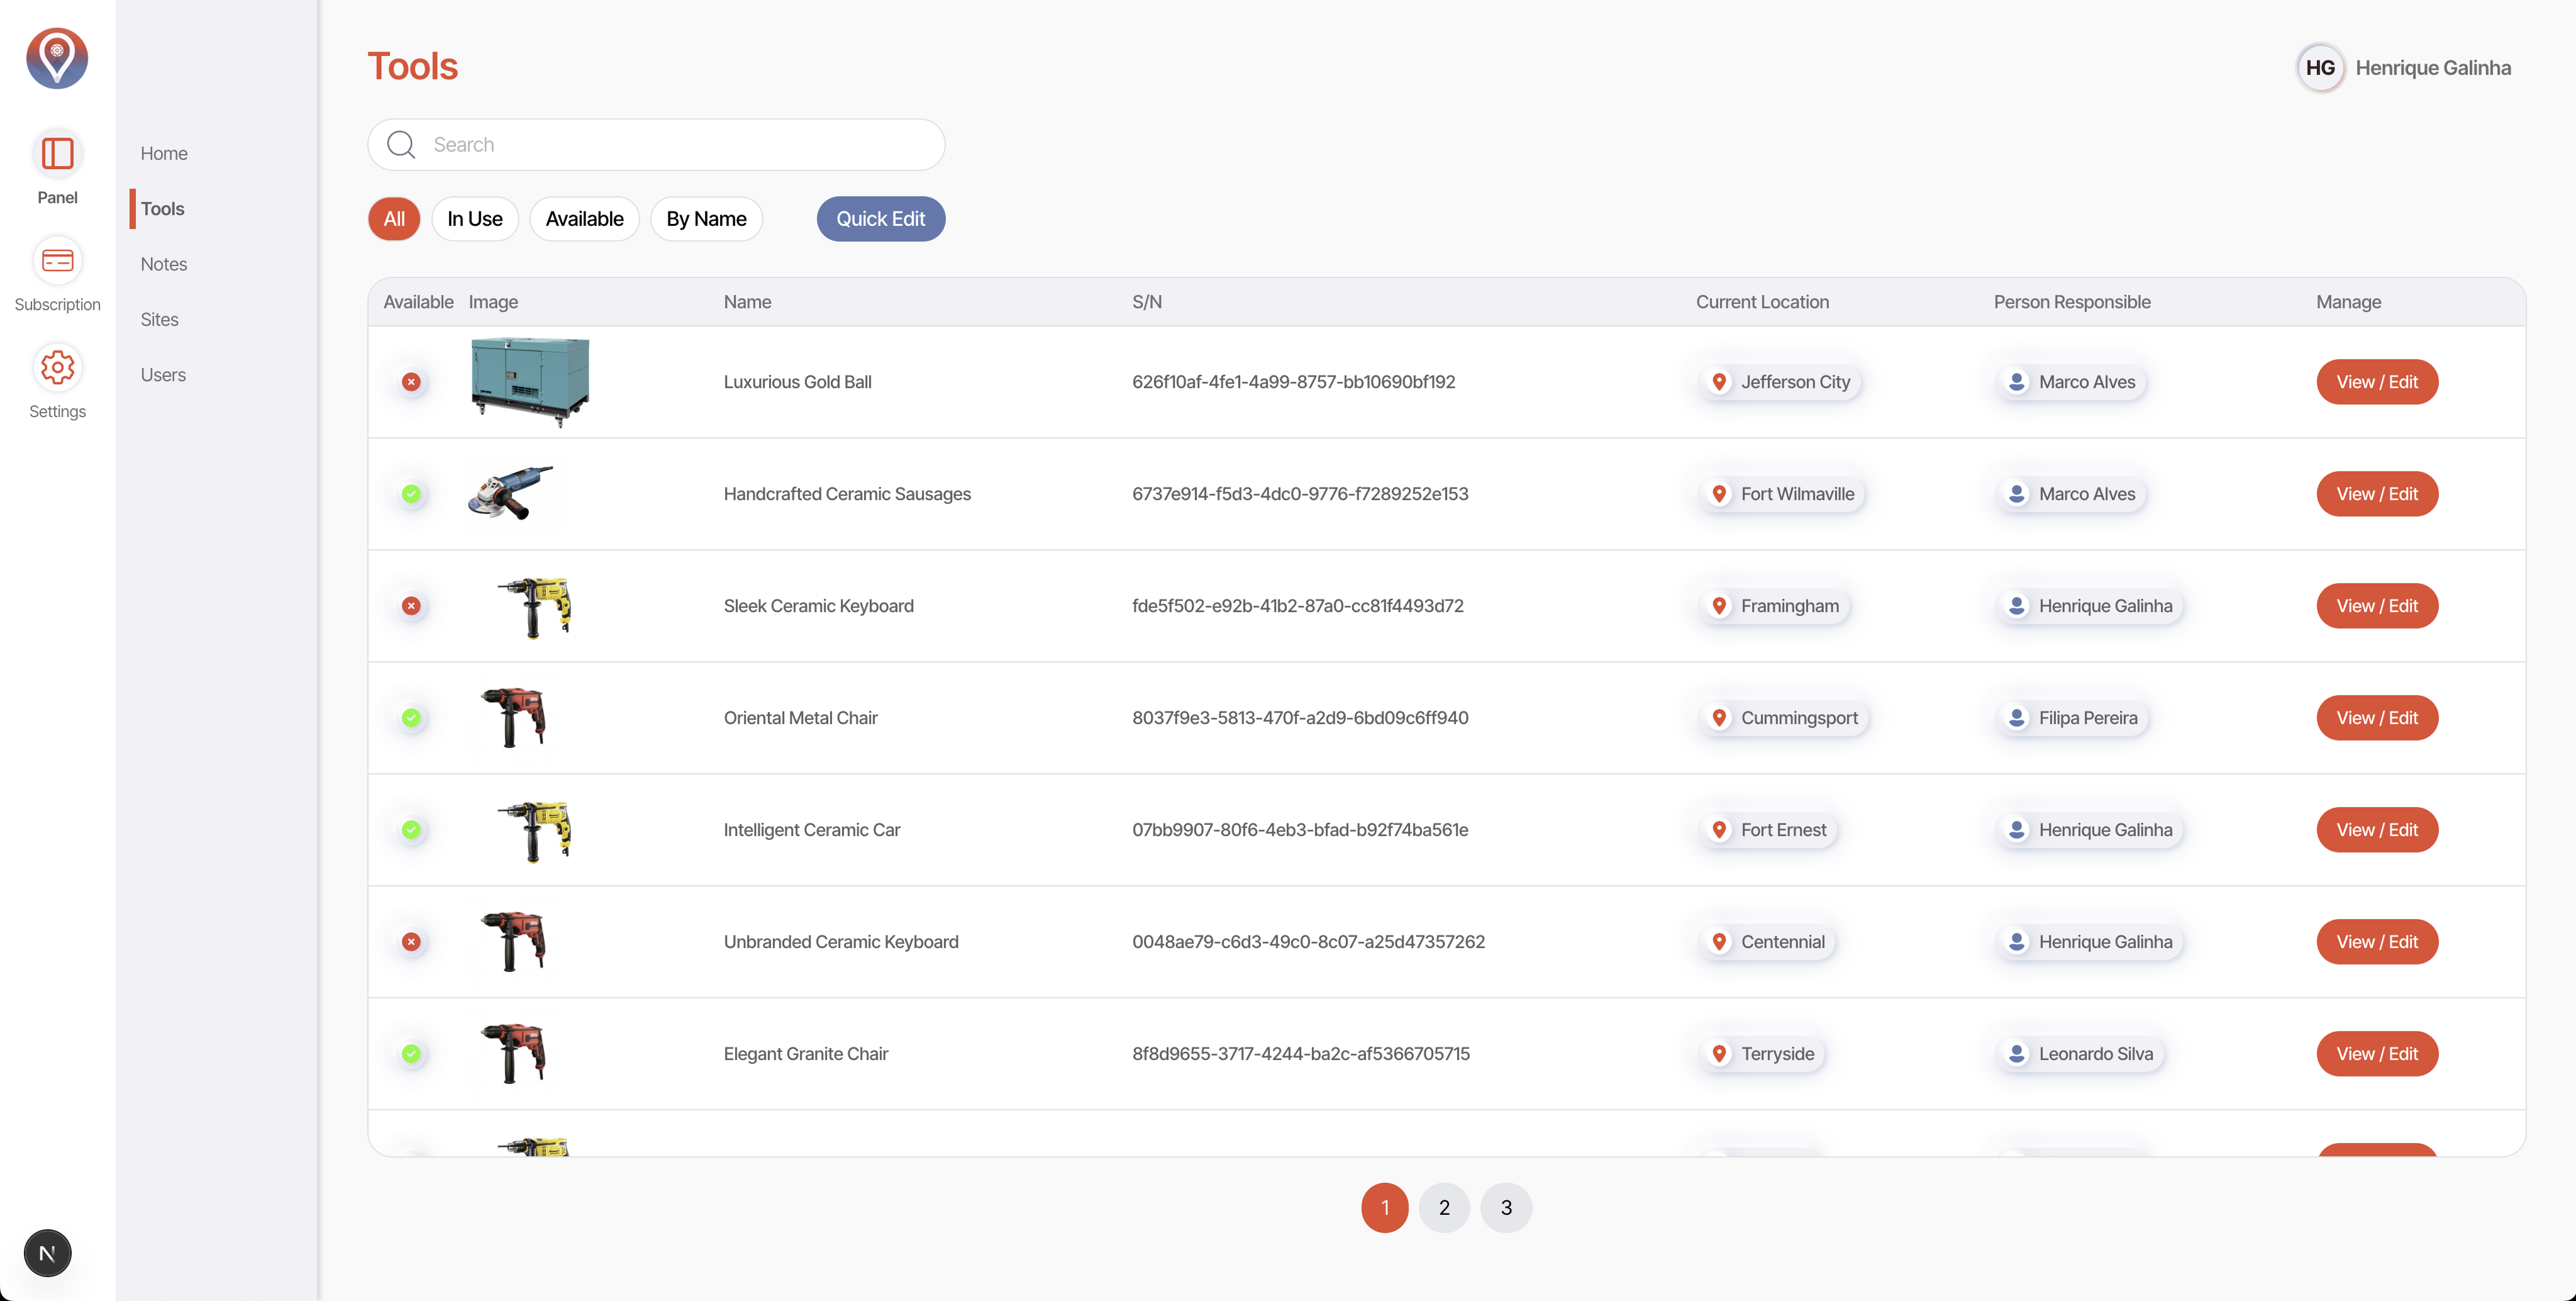 Tools
HG Henrique Galinha
Search
All In Use Available By Name Quick Edit
Panel
Subscription
Settings
Home
Tools
Notes
Sites
Users
Available Image Name S/N Current Location Person Responsible Manage
Luxurious Gold Ball 626f10af-4fe1-4a99-8757-bb10690bf192 Jefferson City Marco Alves View / Edit
Handcrafted Ceramic Sausages 6737e914-f5d3-4dc0-9776-f7289252e153 Fort Wilmaville Marco Alves View / Edit
Sleek Ceramic Keyboard fde5f502-e92b-41b2-87a0-cc81f4493d72 Framingham Henrique Galinha View / Edit
Oriental Metal Chair 8037f9e3-5813-470f-a2d9-6bd09c6ff940 Cummingsport Filipa Pereira View / Edit
Intelligent Ceramic Car 07bb9907-80f6-4eb3-bfad-b92f74ba561e Fort Ernest Henrique Galinha View / Edit
Unbranded Ceramic Keyboard 0048ae79-c6d3-49c0-8c07-a25d47357262 Centennial Henrique Galinha View / Edit
Elegant Granite Chair 8f8d9655-3717-4244-ba2c-af5366705715 Terryside Leonardo Silva View / Edit
1 2 3
N